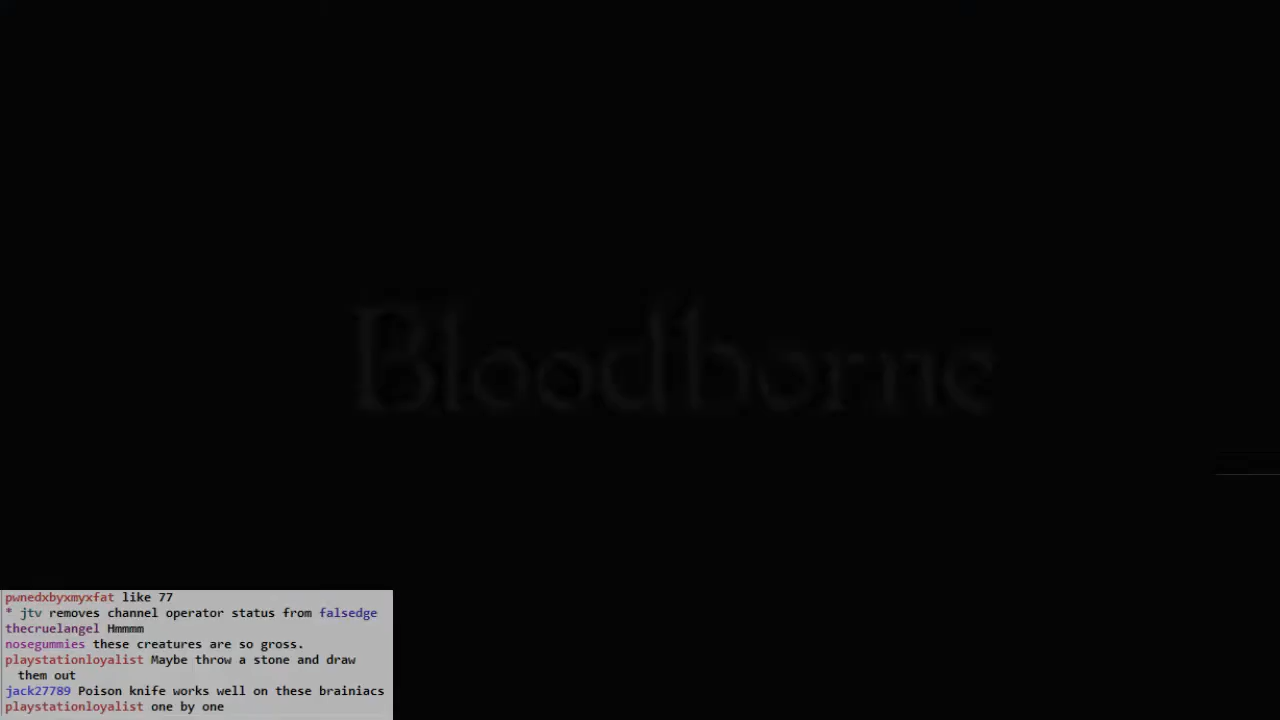 Bloodborne
pwnedxbyxmyxfat like 77
* jtv removes channel operator status from falsedge
thecruelangel Hmmmm
nosegummies these creatures are so gross.
playstationloyalist Maybe throw a stone and draw
them out
jack27789 Poison knife works well on these brainiacs
playstationloyalist one by one